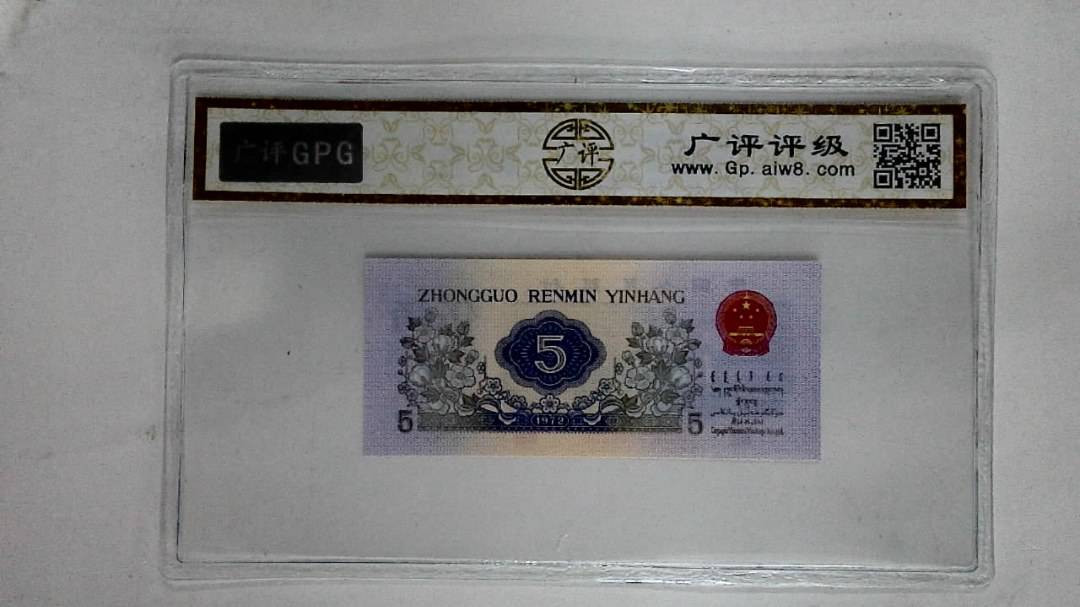 广评GPG
广评
广评评级
www.Gp.aiw8.com
ZHONGGUO RENMIN YINHANG
5
5
1972
5